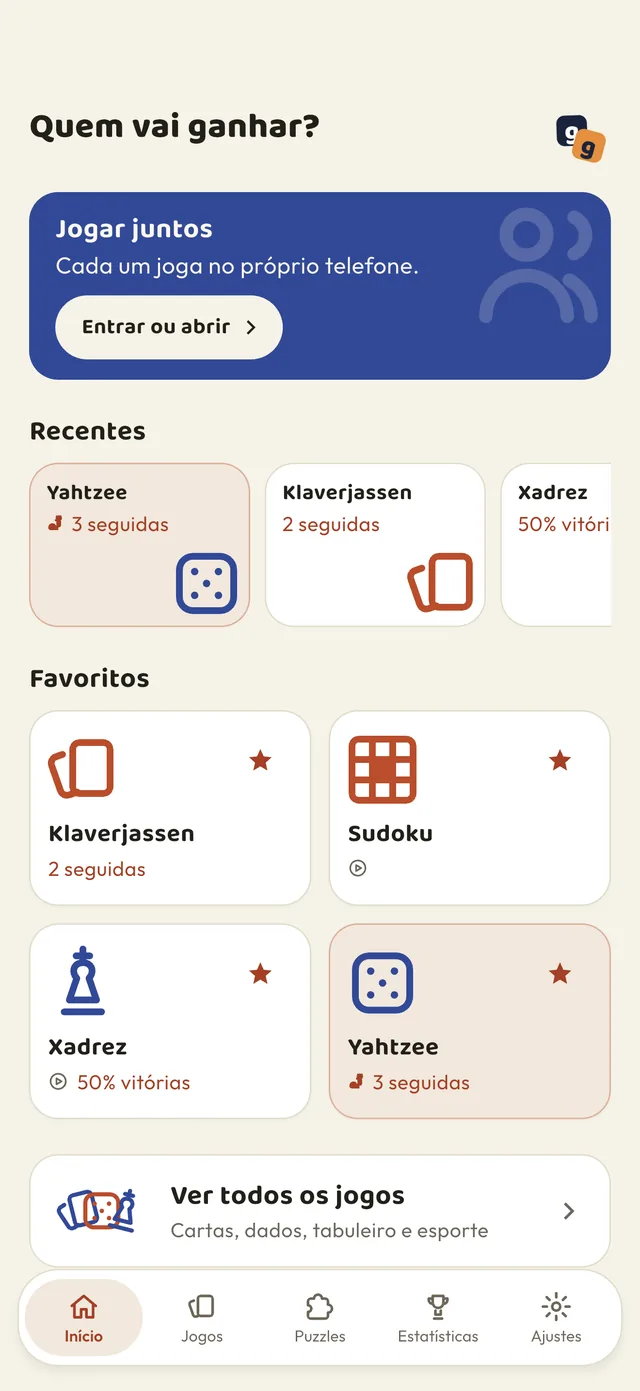 Quem vai ganhar?
g
g
Jogar juntos
Cada um joga no próprio telefone.
Entrar ou abrir
Recentes
Yahtzee
3 seguidas
Klaverjassen
2 seguidas
Xadrez
50% vitóri
Favoritos
Klaverjassen
2 seguidas
Sudoku
Xadrez
50% vitórias
Yahtzee
3 seguidas
Ver todos os jogos
Cartas, dados, tabuleiro e esporte
Início
Jogos
Puzzles
Estatísticas
Ajustes